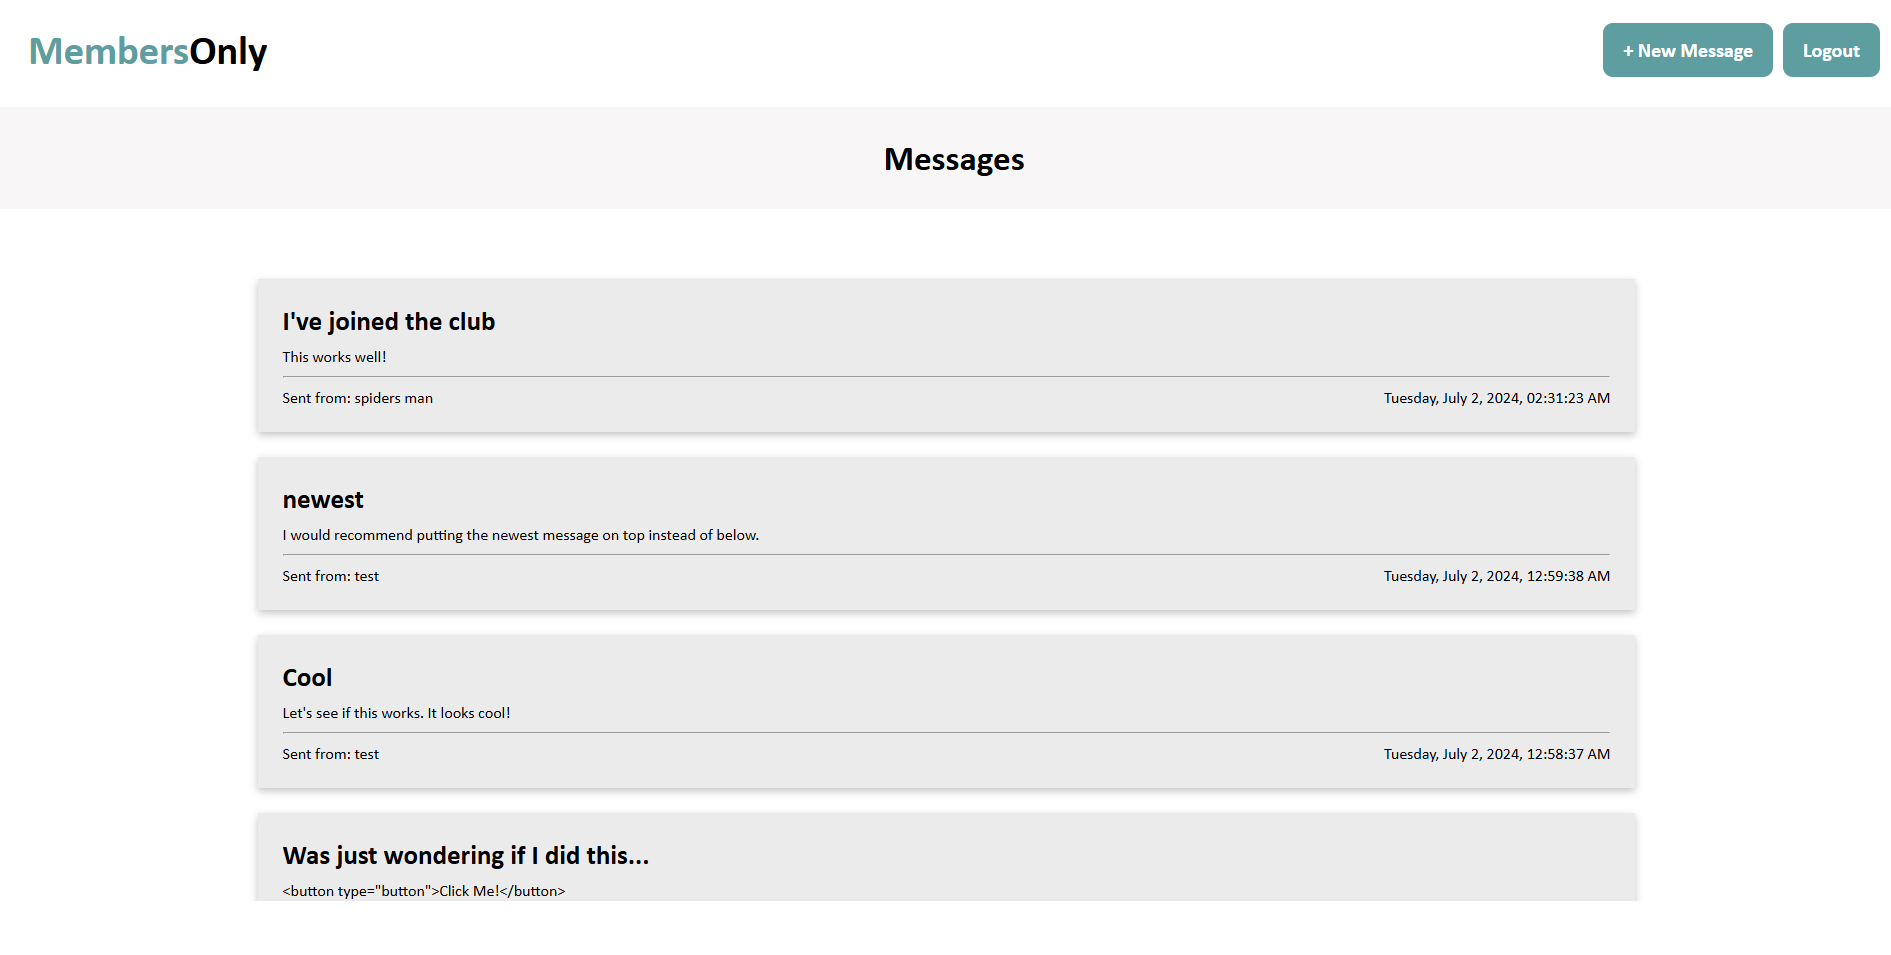 MembersOnly
+ New Message
Logout
Messages
I've joined the club
This works well!
Sent from: spiders man
Tuesday, July 2, 2024, 02:31:23 AM
newest
I would recommend putting the newest message on top instead of below.
Sent from: test
Tuesday, July 2, 2024, 12:59:38 AM
Cool
Let's see if this works. It looks cool!
Sent from: test
Tuesday, July 2, 2024, 12:58:37 AM
Was just wondering if I did this...
<button type="button">Click Me!</button>